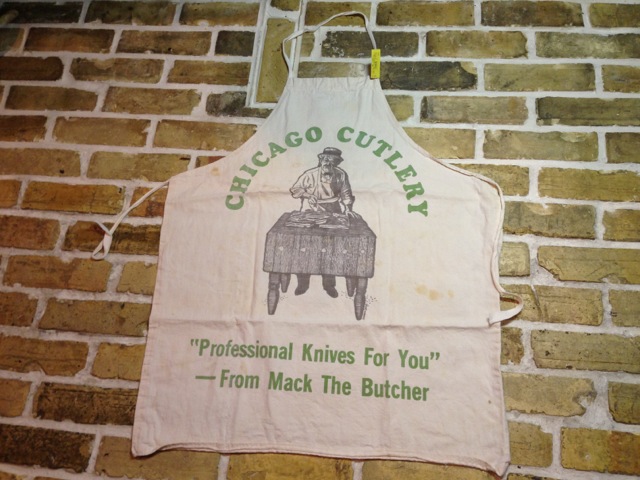 CHICAGO CUTLERY
"Professional Knives For You"
— From Mack The Butcher